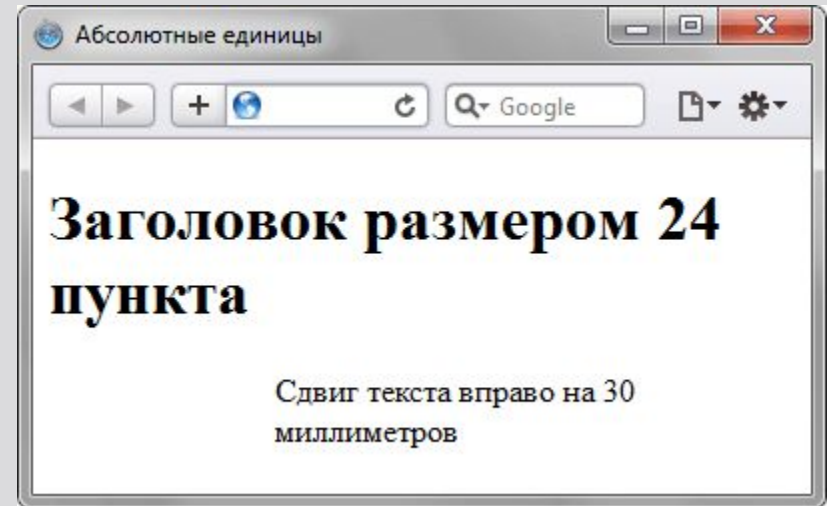 Абсолютные единицы
Google
Заголовок размером 24
пункта
Сдвиг текста вправо на 30
миллиметров